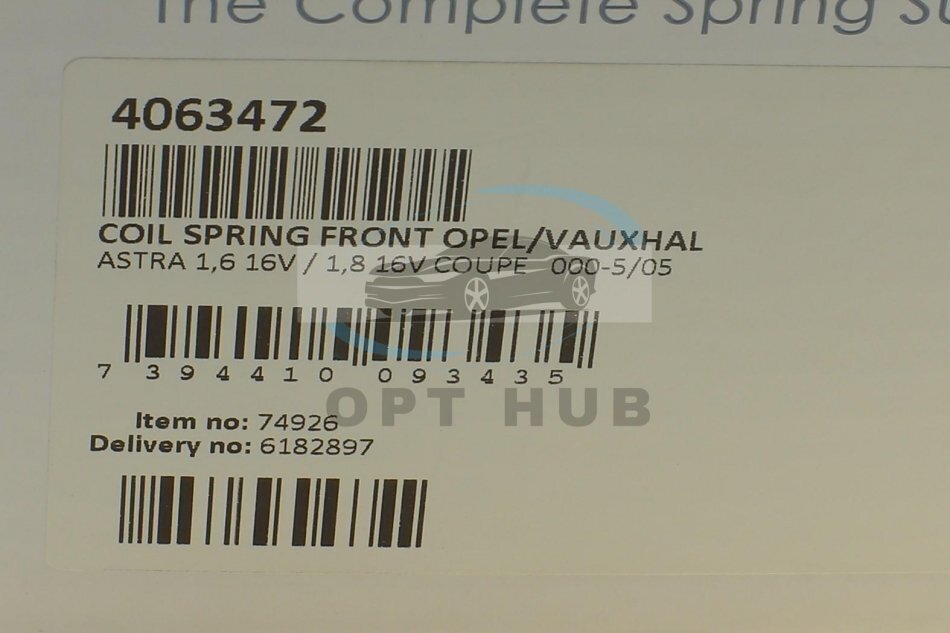 The Complete Spring
4063472
COIL SPRING FRONT OPEL/VAUXHAL
ASTRA 1,6 16V / 1,8 16V COUPE 000-5/05
7 394410 093435
OPT HUB
Item no: 74926
Delivery no: 6182897